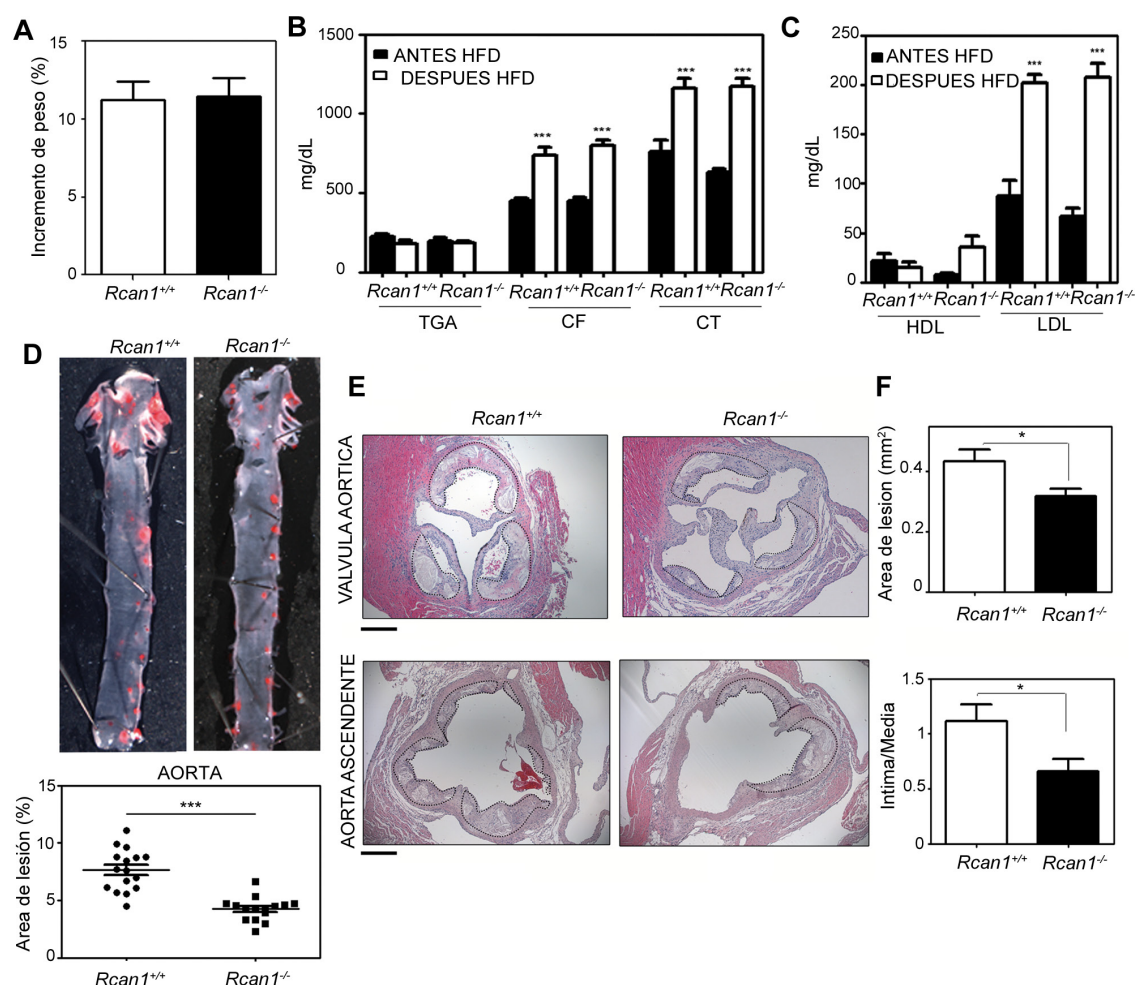 A
Incremento de peso (%)
15
10
5
0
Rcan1+/+ Rcan1-/-
B
mg/dL
1500
1000
500
0
ANTES HFD
DESPUES HFD
*** *** *** ***
Rcan1+/+ Rcan1-/- Rcan1+/+ Rcan1-/- Rcan1+/+ Rcan1-/-
TGA CF CT
C
mg/dL
250
200
150
100
50
0
ANTES HFD
DESPUES HFD
*** ***
Rcan1+/+ Rcan1-/- Rcan1+/+ Rcan1-/-
HDL LDL
D
Rcan1+/+ Rcan1-/-
AORTA
Area de lesión (%)
15
10
5
0
***
Rcan1+/+ Rcan1-/-
E
Rcan1+/+ Rcan1-/-
VALVULA AORTICA
AORTA ASCENDENTE
F
Area de lesion (mm2)
0.4
0.2
0
*
Rcan1+/+ Rcan1-/-
Intima/Media
1.5
1
0.5
0
*
Rcan1+/+ Rcan1-/-